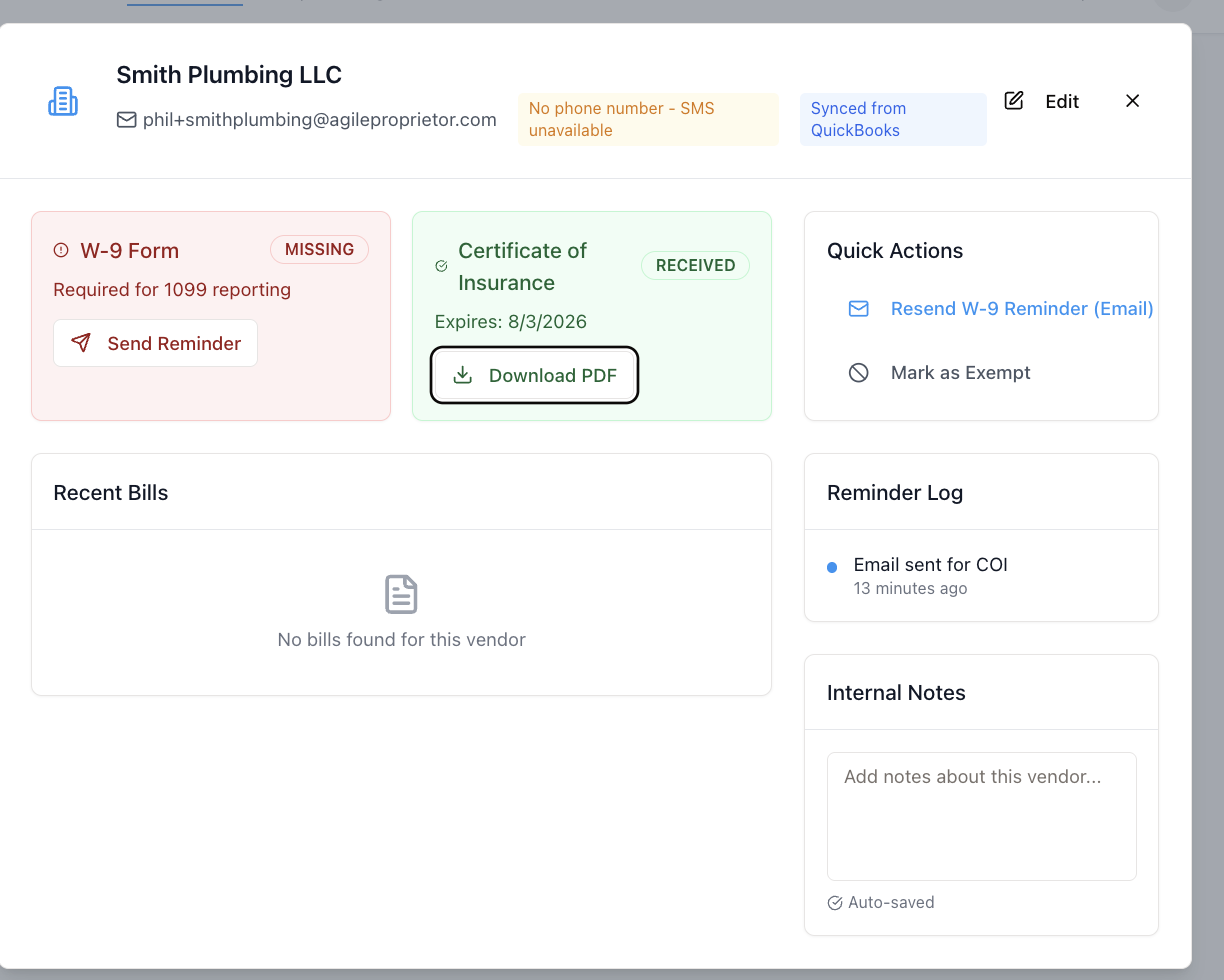 Smith Plumbing LLC
phil+smithplumbing@agileproprietor.com
No phone number - SMS
unavailable
Synced from
QuickBooks
Edit
W-9 Form
MISSING
Required for 1099 reporting
Send Reminder
Certificate of
Insurance
RECEIVED
Expires: 8/3/2026
Download PDF
Quick Actions
Resend W-9 Reminder (Email)
Mark as Exempt
Recent Bills
No bills found for this vendor
Reminder Log
Email sent for COI
13 minutes ago
Internal Notes
Add notes about this vendor...
Auto-saved